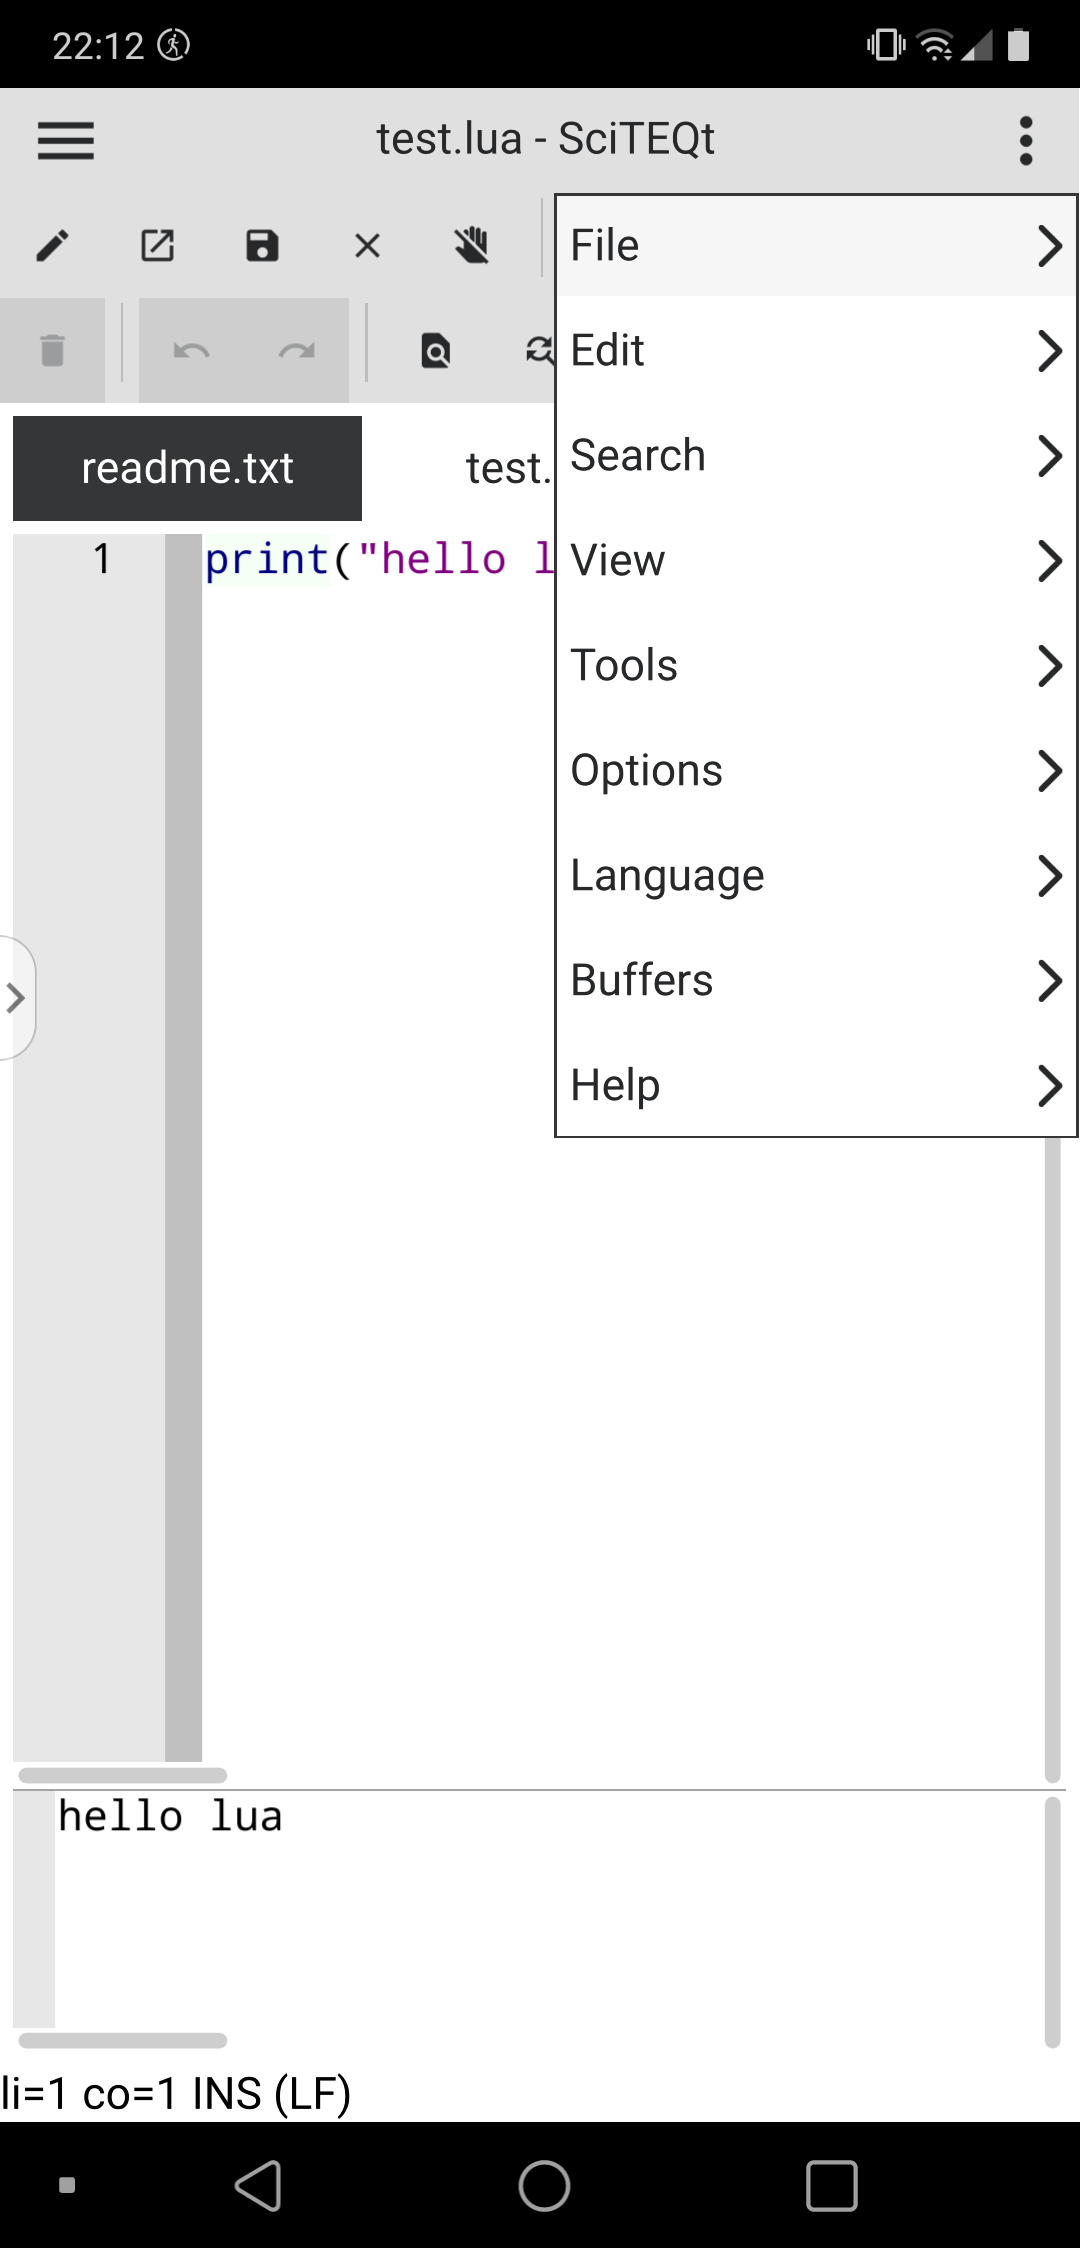 22:12
test.lua - SciTEQt
File
Edit
Search
readme.txt
test.
1
print("hello l
View
Tools
Options
Language
Buffers
Help
hello lua
li=1 co=1 INS (LF)